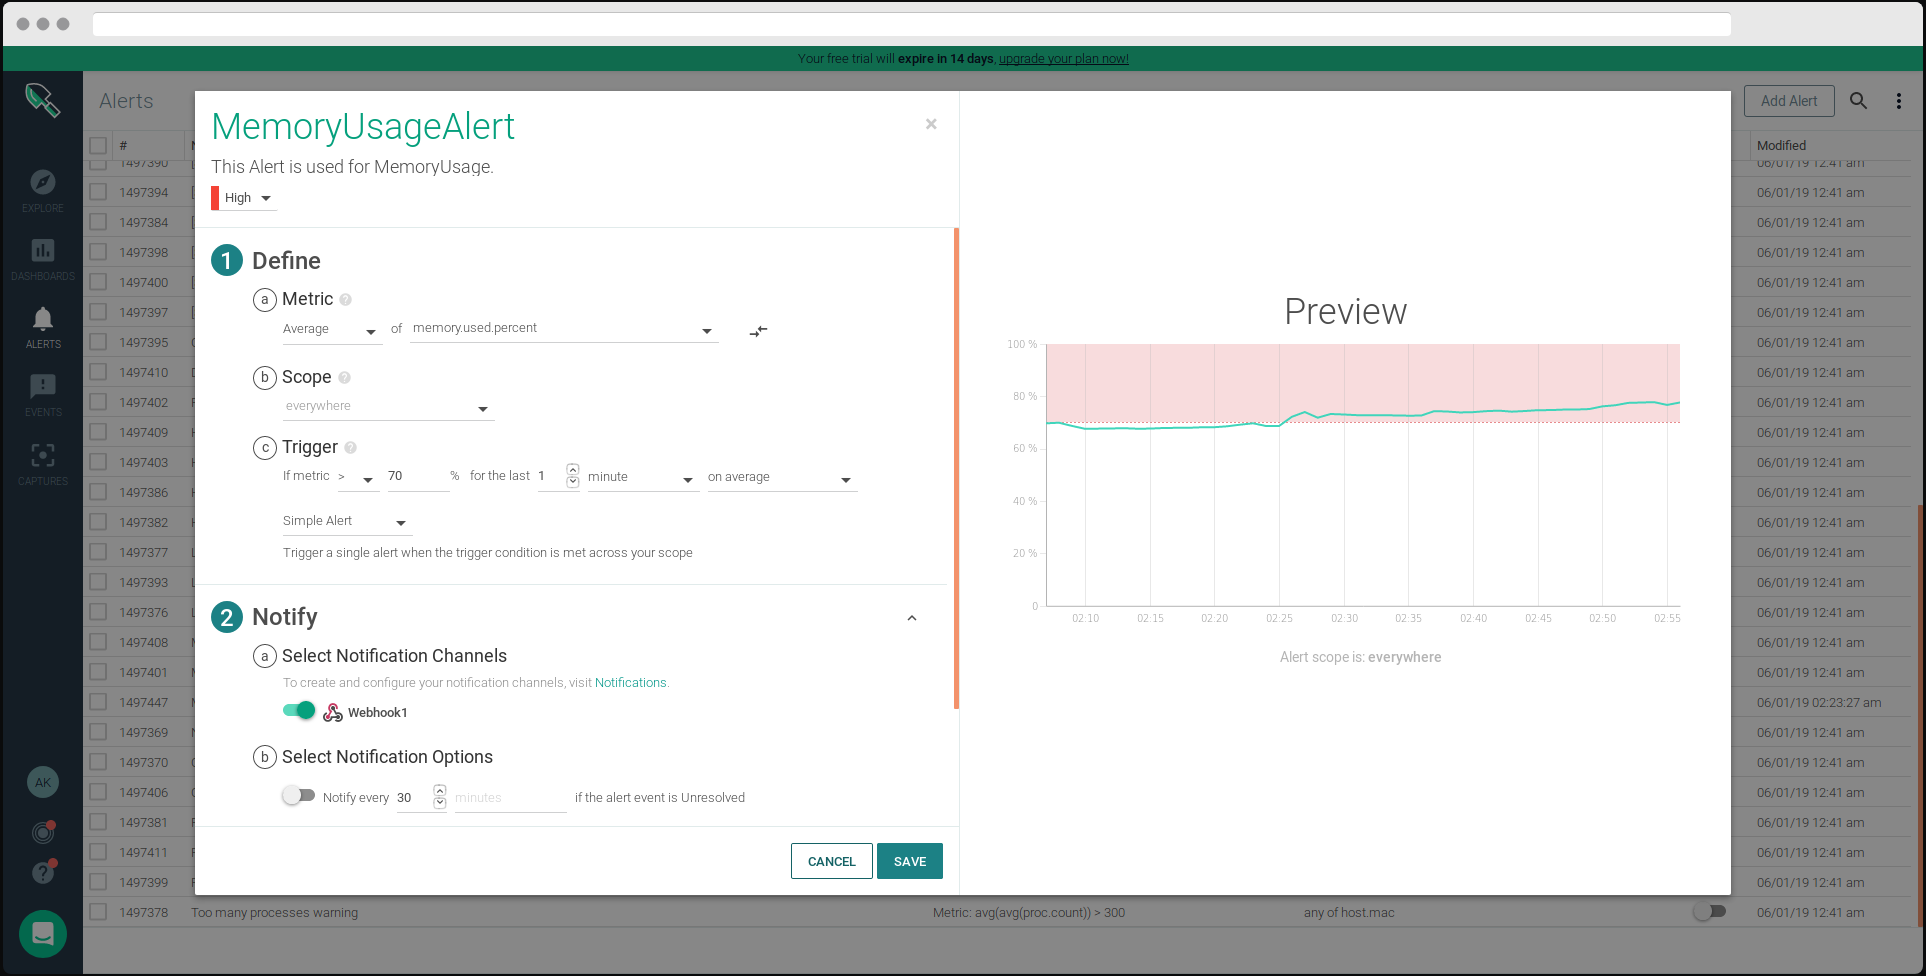 Your free trial will expire in 14 days, upgrade your plan now!
Alerts
Add Alert
#
Modified
EXPLORE
DASHBOARDS
ALERTS
EVENTS
CAPTURES
AK
MemoryUsageAlert
×
This Alert is used for MemoryUsage.
High
1 Define
a Metric ?
Average of memory.used.percent
b Scope ?
everywhere
c Trigger ?
If metric > 70 % for the last 1 minute on average
Simple Alert
Trigger a single alert when the trigger condition is met across your scope
2 Notify
a Select Notification Channels
To create and configure your notification channels, visit Notifications.
Webhook1
b Select Notification Options
Notify every 30 minutes if the alert event is Unresolved
CANCEL SAVE
Preview
100 %
80 %
60 %
40 %
20 %
0
02:10 02:15 02:20 02:25 02:30 02:35 02:40 02:45 02:50 02:55
Alert scope is: everywhere
1497390 06/01/19 12:41 am
1497394 06/01/19 12:41 am
1497384 06/01/19 12:41 am
1497398 06/01/19 12:41 am
1497400 06/01/19 12:41 am
1497397 06/01/19 12:41 am
1497395 06/01/19 12:41 am
1497410 06/01/19 12:41 am
1497402 06/01/19 12:41 am
1497409 06/01/19 12:41 am
1497403 06/01/19 12:41 am
1497386 06/01/19 12:41 am
1497382 06/01/19 12:41 am
1497377 06/01/19 12:41 am
1497393 06/01/19 12:41 am
1497376 06/01/19 12:41 am
1497408 06/01/19 12:41 am
1497401 06/01/19 12:41 am
1497447 06/01/19 02:23:27 am
1497369 06/01/19 12:41 am
1497370 06/01/19 12:41 am
1497406 06/01/19 12:41 am
1497381 06/01/19 12:41 am
1497411 06/01/19 12:41 am
1497399 06/01/19 12:41 am
1497378 Too many processes warning Metric: avg(avg(proc.count)) > 300 any of host.mac 06/01/19 12:41 am